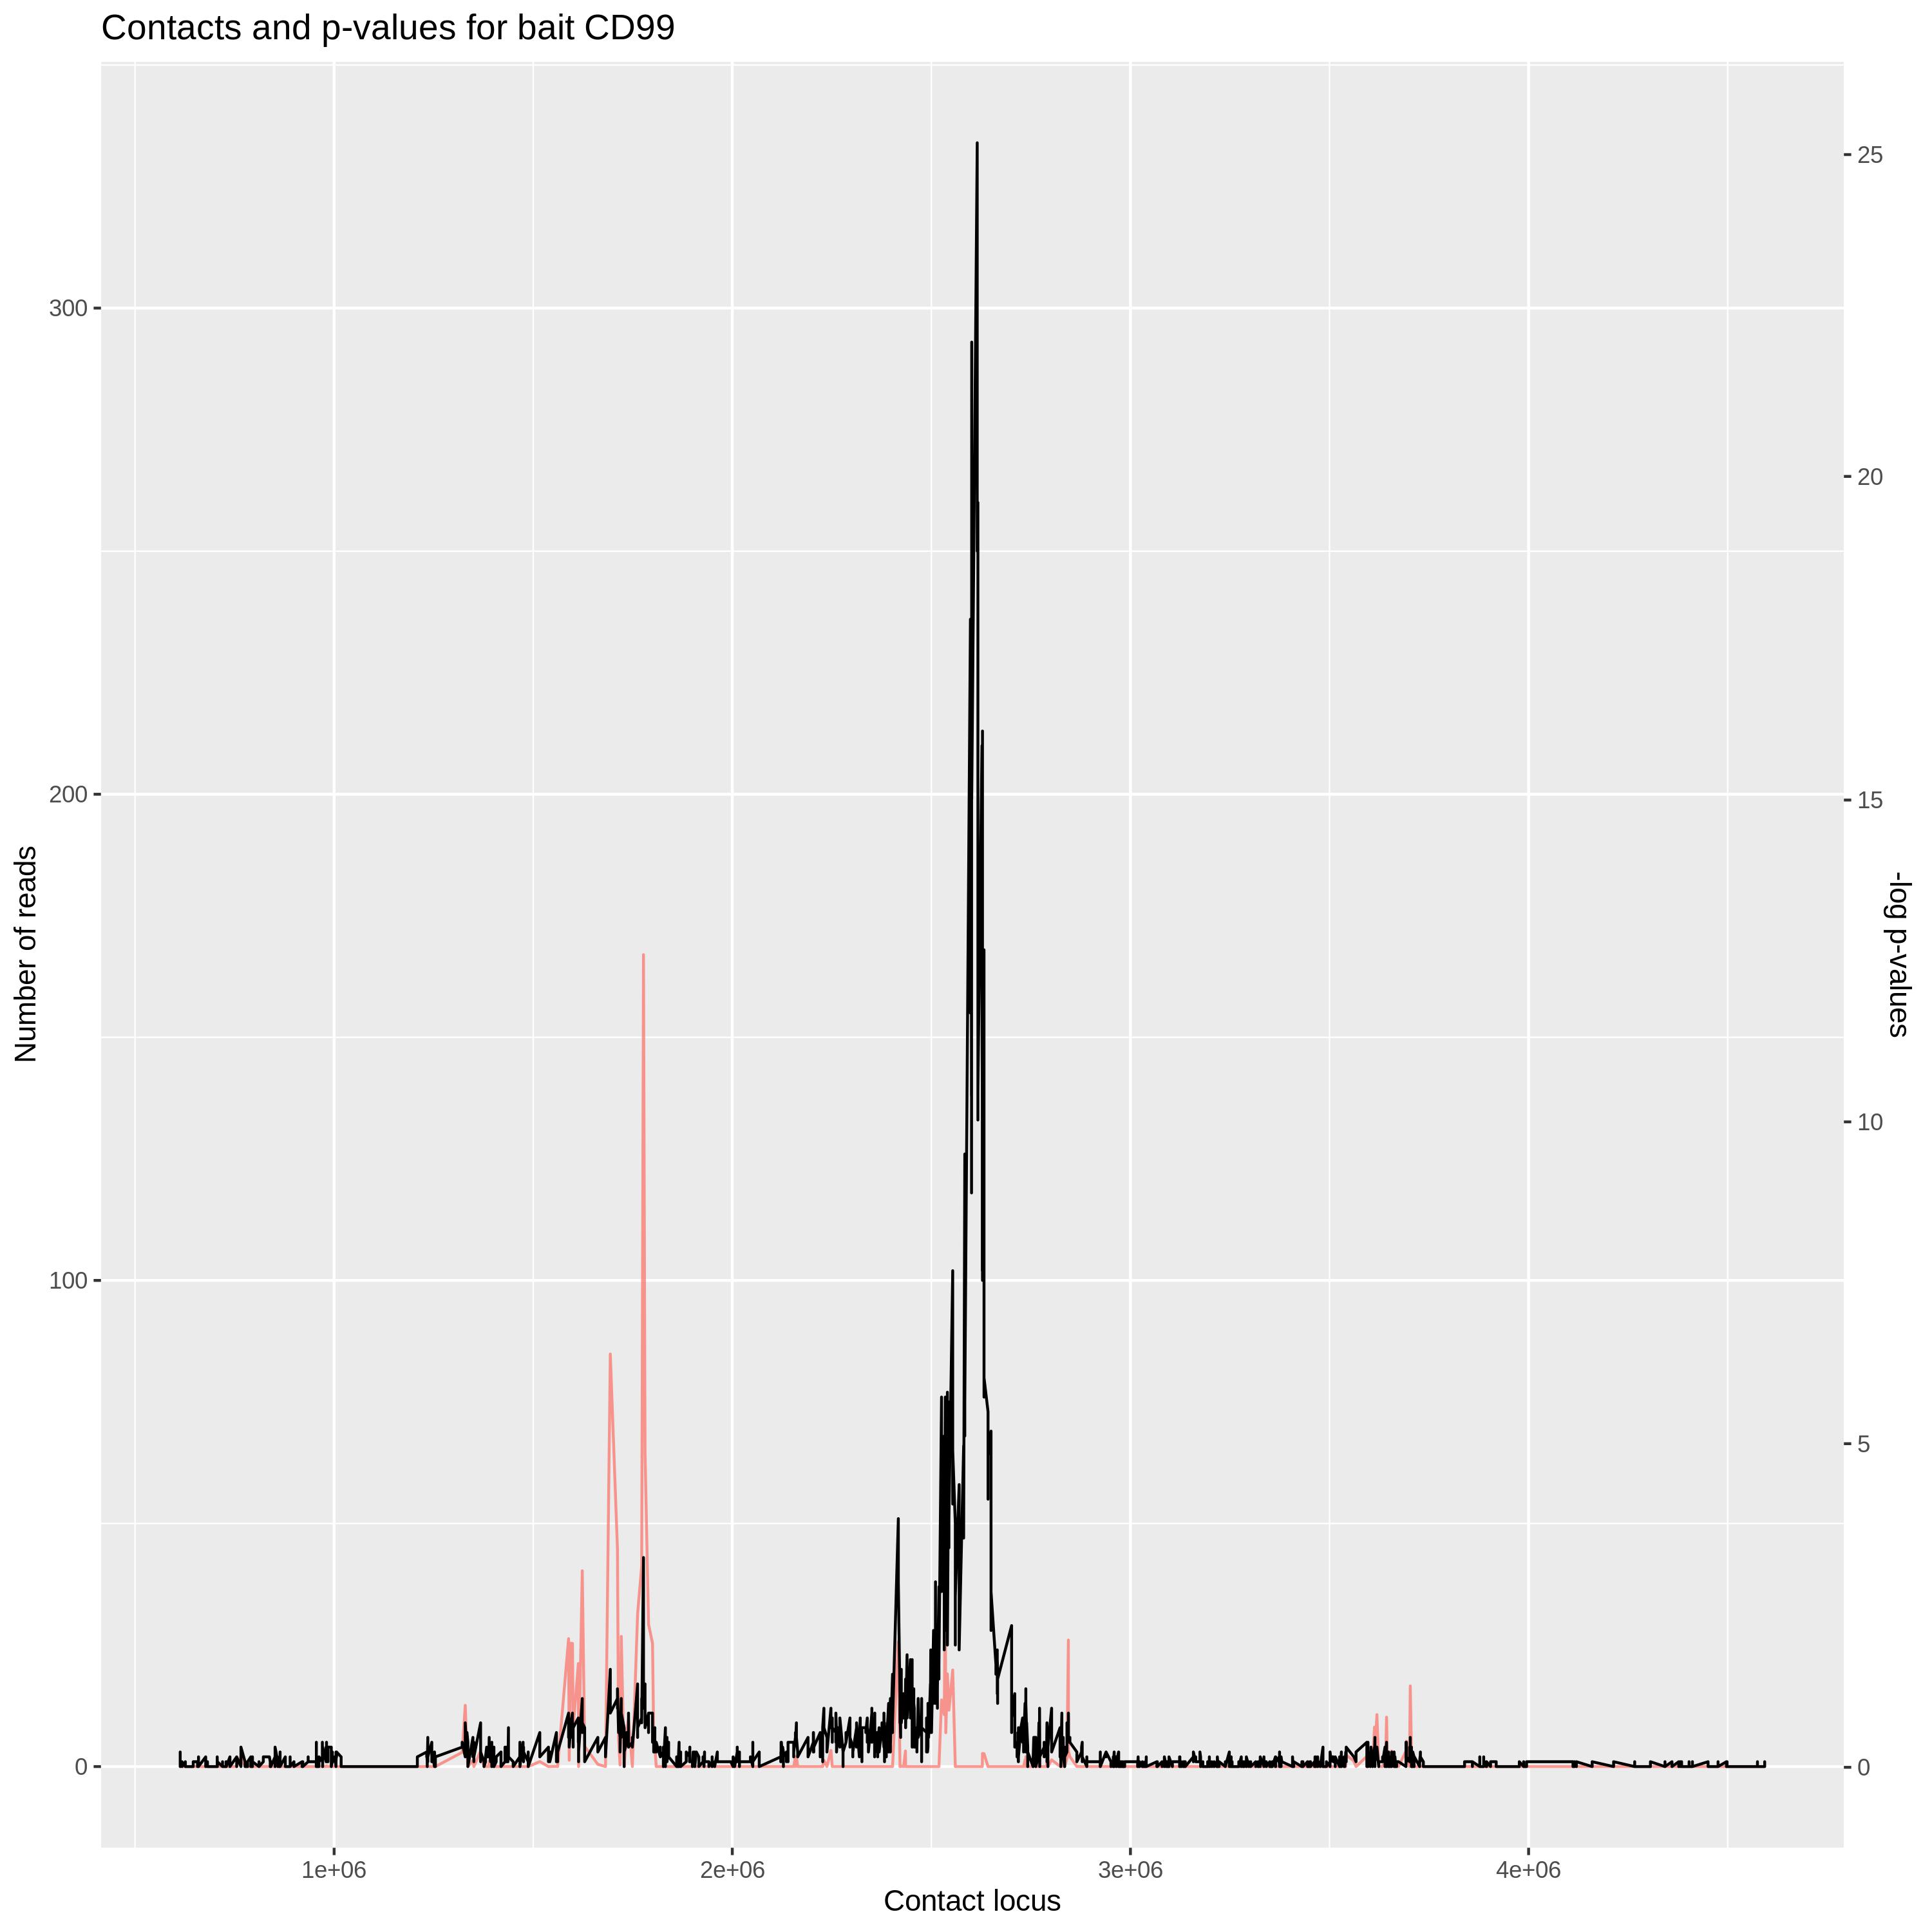 Contacts and p-values for bait CD99
Number of reads
300
200
100
0
25
20
15
10
5
0
-log p-values
1e+06
2e+06
3e+06
4e+06
Contact locus